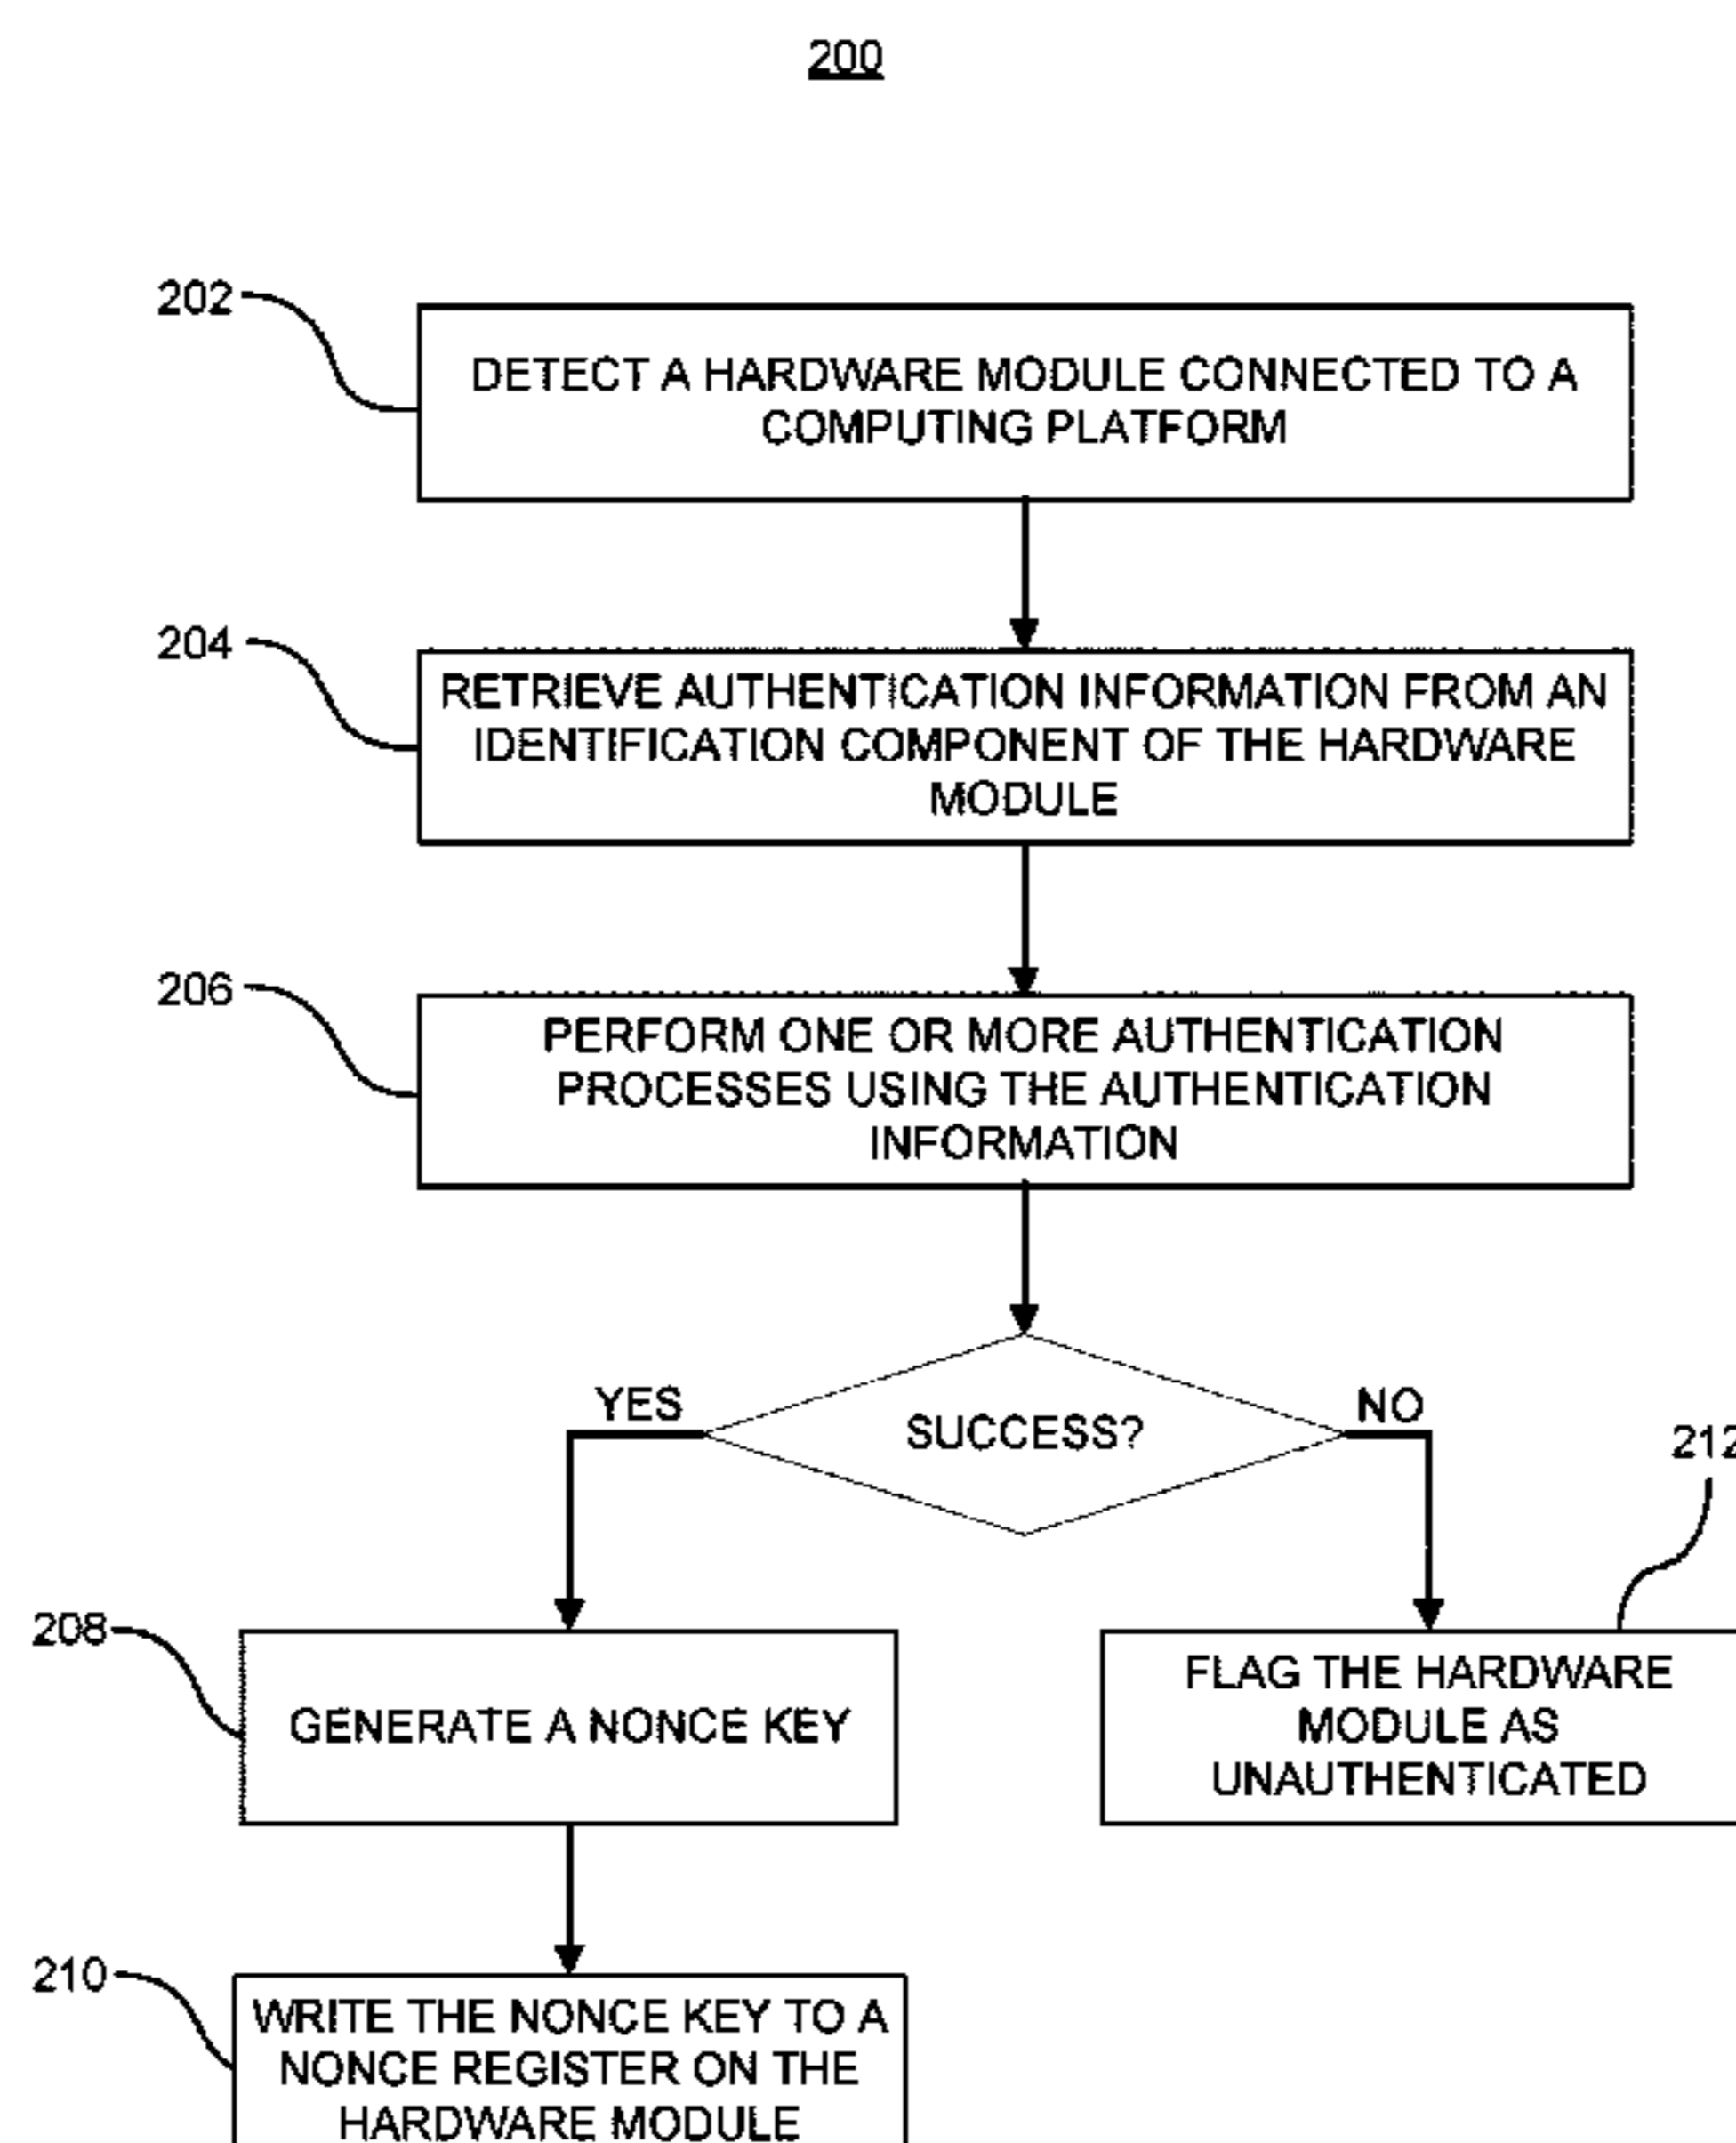 200
202
DETECT A HARDWARE MODULE CONNECTED TO A
COMPUTING PLATFORM
204
RETRIEVE AUTHENTICATION INFORMATION FROM AN
IDENTIFICATION COMPONENT OF THE HARDWARE
MODULE
206
PERFORM ONE OR MORE AUTHENTICATION
PROCESSES USING THE AUTHENTICATION
INFORMATION
YES
SUCCESS?
NO
212
208
GENERATE A NONCE KEY
FLAG THE HARDWARE
MODULE AS
UNAUTHENTICATED
210
WRITE THE NONCE KEY TO A
NONCE REGISTER ON THE
HARDWARE MODULE